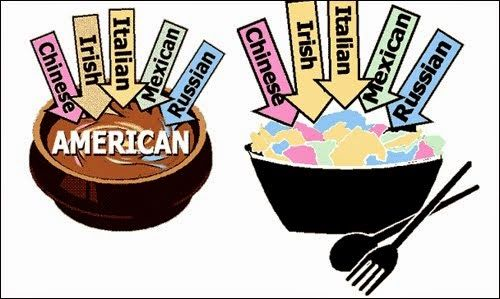 Chinese
Irish
Italian
Mexican
Russian
AMERICAN
Chinese
Irish
Italian
Mexican
Russian